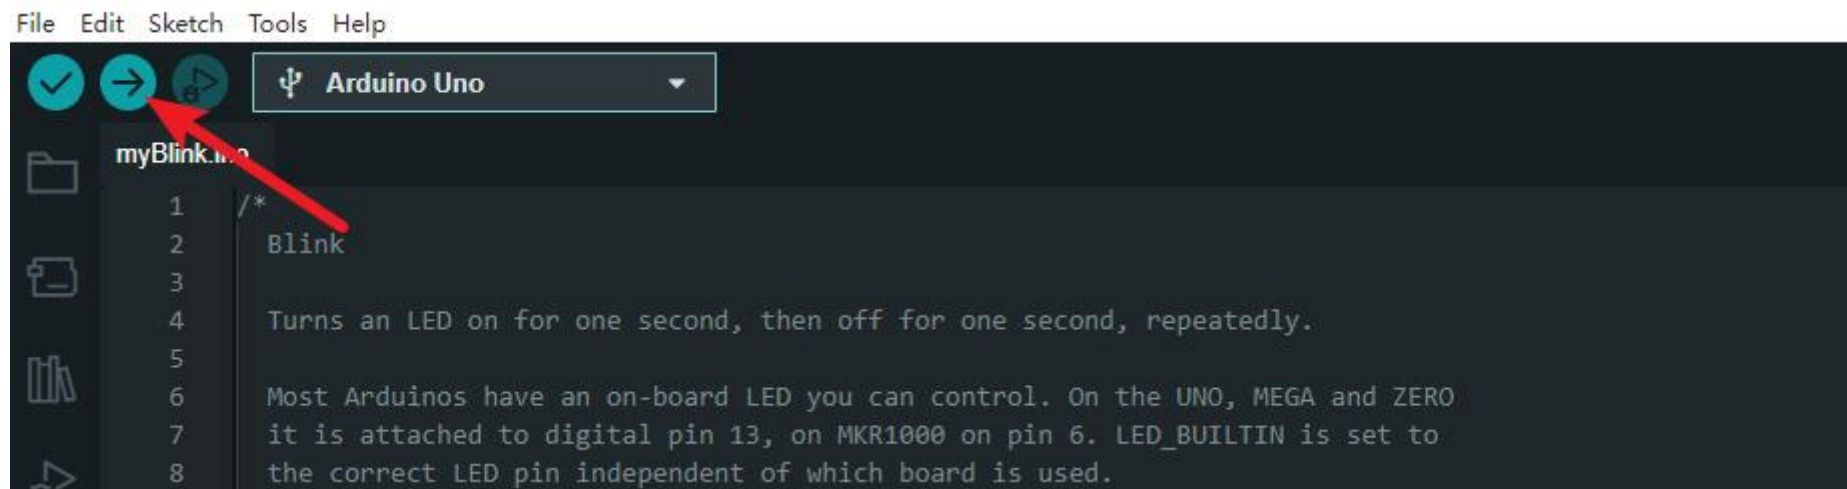 File Edit Sketch Tools Help
Arduino Uno
1 /*
2 Blink
3
4 Turns an LED on for one second, then off for one second, repeatedly.
5
6 Most Arduinos have an on-board LED you can control. On the UNO, MEGA and ZERO
7 it is attached to digital pin 13, on MKR1000 on pin 6. LED_BUILTIN is set to
8 the correct LED pin independent of which board is used.